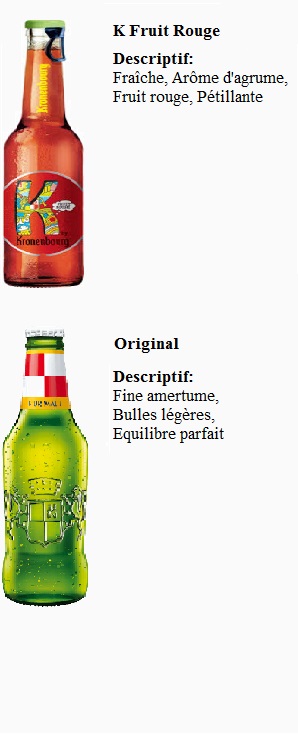 K Fruit Rouge
Descriptif:
Fraîche, Arôme d'agrume,
Fruit rouge, Pétillante
Kronenbourg
K
Kronenbourg
Original
Descriptif:
Fine amertume,
Bulles légères,
Equilibre parfait